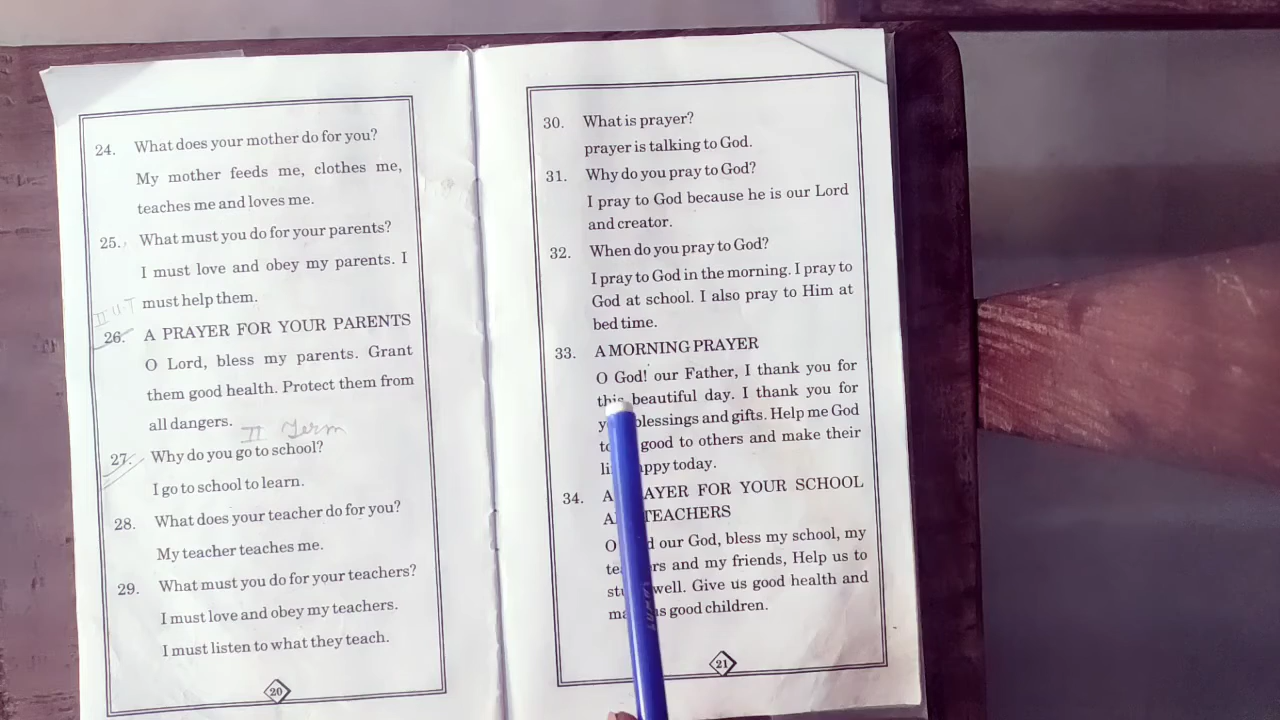 24. What does your mother do for you?
My mother feeds me, clothes me,
teaches me and loves me.
25. What must you do for your parents?
I must love and obey my parents. I
must help them.
26. A PRAYER FOR YOUR PARENTS
O Lord, bless my parents. Grant
them good health. Protect them from
all dangers.
II Term
27. Why do you go to school?
I go to school to learn.
28. What does your teacher do for you?
My teacher teaches me.
29. What must you do for your teachers?
I must love and obey my teachers.
I must listen to what they teach.
20
30. What is prayer?
prayer is talking to God.
31. Why do you pray to God?
I pray to God because he is our Lord
and creator.
32. When do you pray to God?
I pray to God in the morning. I pray to
God at school. I also pray to Him at
bed time.
33. A MORNING PRAYER
O God! our Father, I thank you for
this beautiful day. I thank you for
blessings and gifts. Help me God
good to others and make their
today.
34. A FOR YOUR SCHOOL
TEACHERS
O our God, bless my school, my
and my friends, Help us to
well. Give us good health and
good children.
21